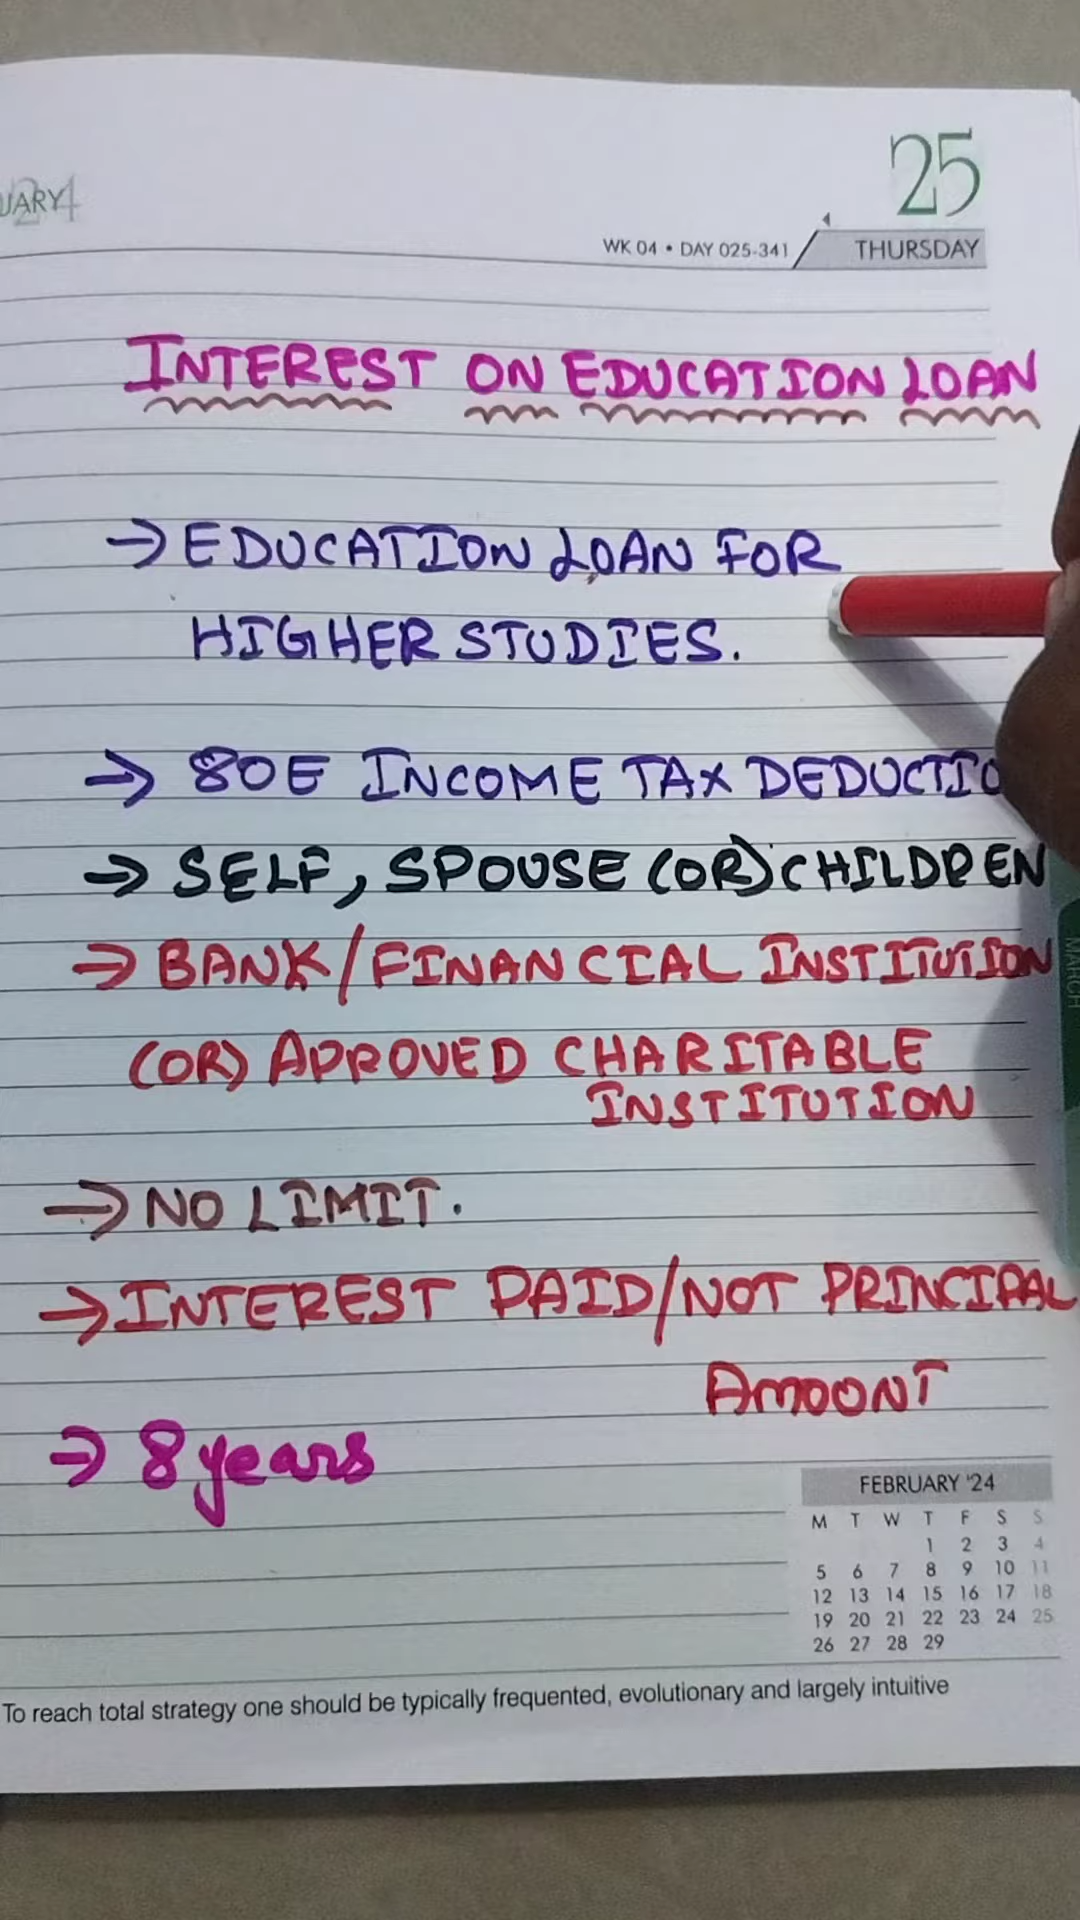 UARY
24
25
WK 04 • DAY 025-341
THURSDAY
INTEREST ON EDUCATION LOAN
→ EDUCATION LOAN FOR
HIGHER STUDIES.
→ 80E INCOME TAX DEDUCTIO
→ SELF, SPOUSE (OR) CHILDREN
→ BANK/FINANCIAL INSTITUTION
(OR) APPROVED CHARITABLE
INSTITUTION
→ NO LIMIT.
→ INTEREST PAID/NOT PRINCIPAL
AMOONT
→ 8 years
MARCH
FEBRUARY '24
M T W T F S S
1 2 3 4
5 6 7 8 9 10 11
12 13 14 15 16 17 18
19 20 21 22 23 24 25
26 27 28 29
To reach total strategy one should be typically frequented, evolutionary and largely intuitive